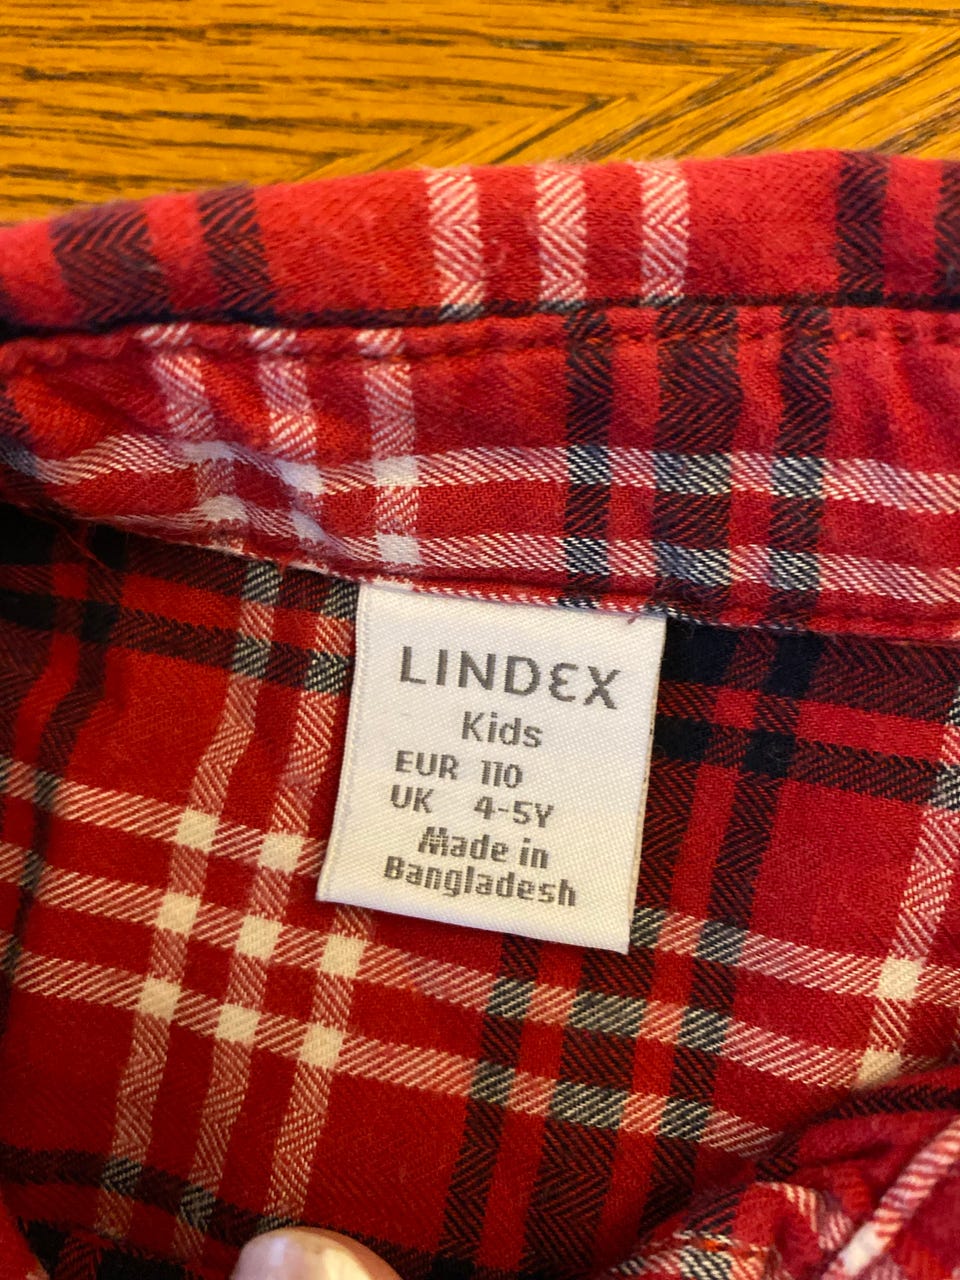 LINDEX
Kids
EUR 110
UK 4-5Y
Made in
Bangladesh